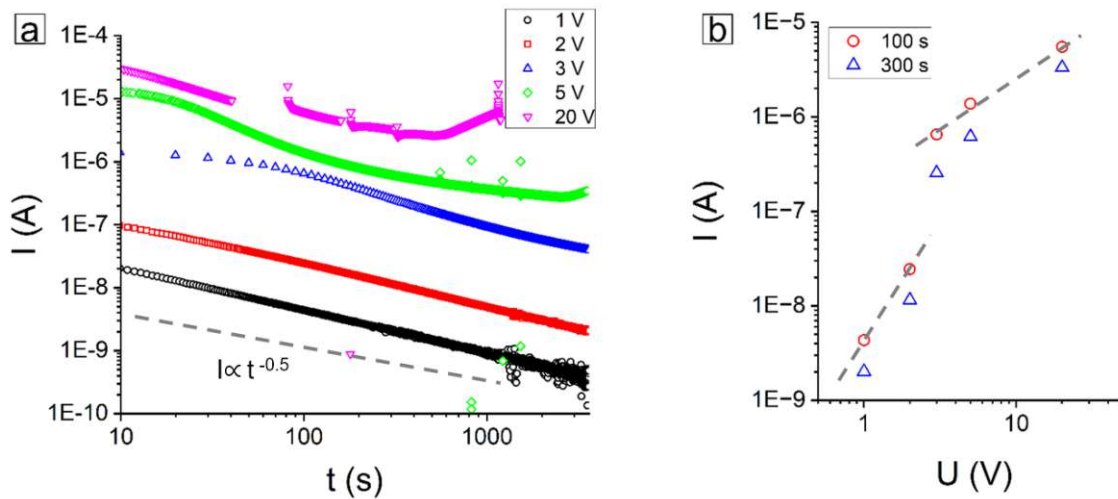 a
1 V
2 V
3 V
5 V
20 V
1E-4
1E-5
1E-6
1E-7
1E-8
1E-9
1E-10
I (A)
I∝ t^-0.5
10
100
1000
t (s)
b
100 s
300 s
1E-5
1E-6
1E-7
1E-8
1E-9
I (A)
1
10
U (V)